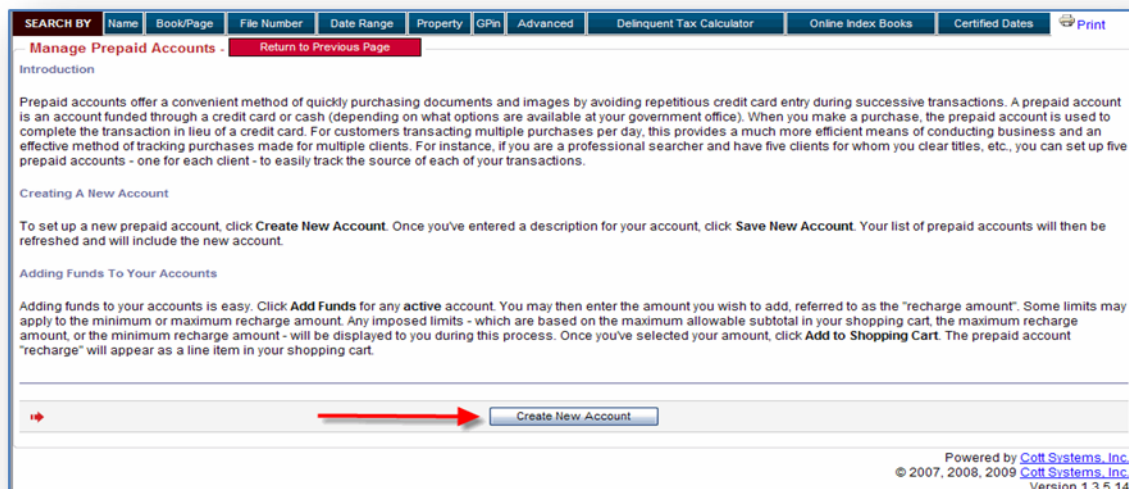 SEARCH BY Name Book/Page File Number Date Range Property GPin Advanced Delinquent Tax Calculator Online Index Books Certified Dates Print
Manage Prepaid Accounts - Return to Previous Page
Introduction
Prepaid accounts offer a convenient method of quickly purchasing documents and images by avoiding repetitious credit card entry during successive transactions. A prepaid account
is an account funded through a credit card or cash (depending on what options are available at your government office). When you make a purchase, the prepaid account is used to
complete the transaction in lieu of a credit card. For customers transacting multiple purchases per day, this provides a much more efficient means of conducting business and an
effective method of tracking purchases made for multiple clients. For instance, if you are a professional searcher and have five clients for whom you clear titles, etc., you can set up five
prepaid accounts - one for each client - to easily track the source of each of your transactions.
Creating A New Account
To set up a new prepaid account, click Create New Account. Once you've entered a description for your account, click Save New Account. Your list of prepaid accounts will then be
refreshed and will include the new account.
Adding Funds To Your Accounts
Adding funds to your accounts is easy. Click Add Funds for any active account. You may then enter the amount you wish to add, referred to as the "recharge amount". Some limits may
apply to the minimum or maximum recharge amount. Any imposed limits - which are based on the maximum allowable subtotal in your shopping cart, the maximum recharge
amount, or the minimum recharge amount - will be displayed to you during this process. Once you've selected your amount, click Add to Shopping Cart. The prepaid account
"recharge" will appear as a line item in your shopping cart.
Create New Account
Powered by Cott Systems, Inc.
© 2007, 2008, 2009 Cott Systems, Inc.
Version 1.3.5.14